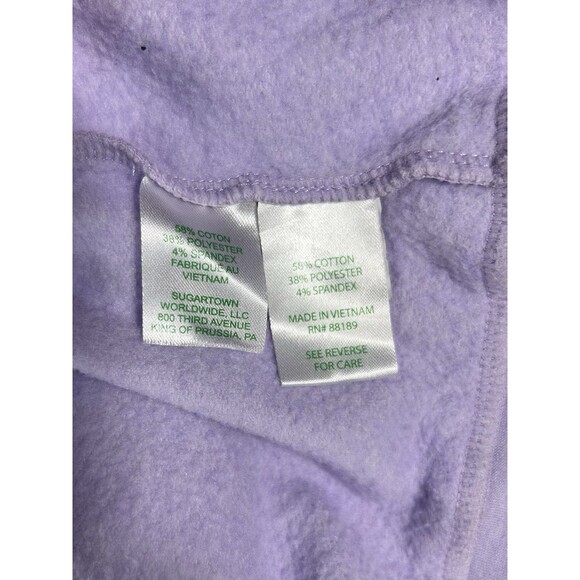 58% COTON
38% POLYESTER
4% SPANDEX
FABRIQUE AU
VIETNAM
SUGARTOWN
WORLDWIDE, LLC
800 THIRD AVENUE
KING OF PRUSSIA, PA
58% COTTON
38% POLYESTER
4% SPANDEX
MADE IN VIETNAM
RN# 88189
SEE REVERSE
FOR CARE